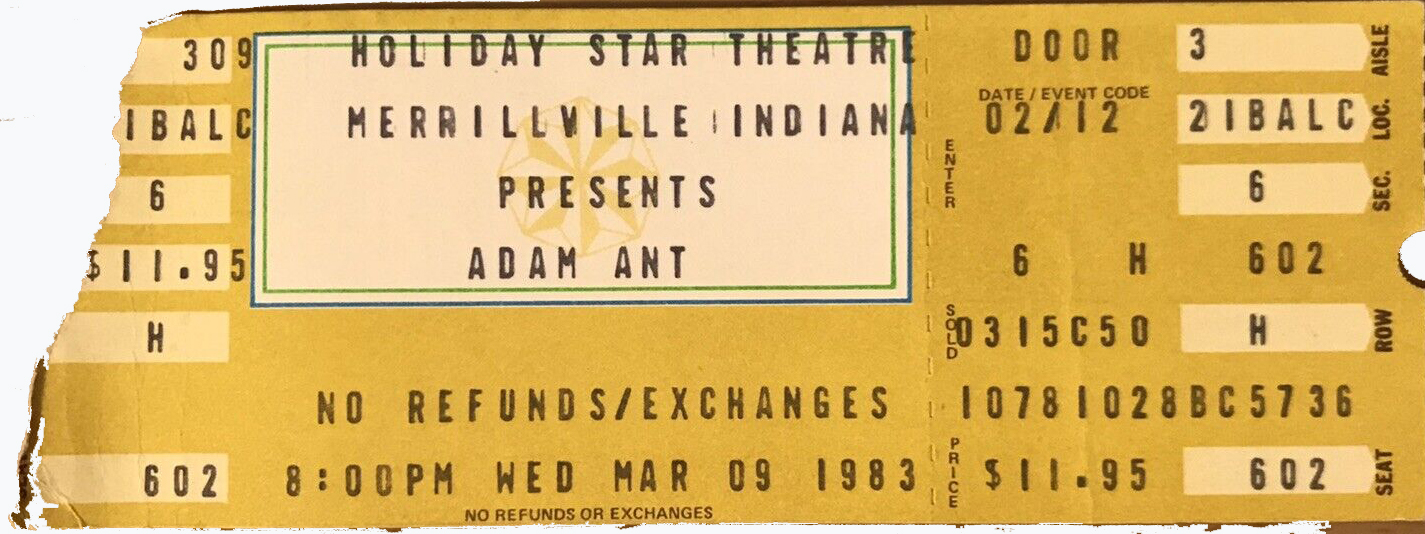 309 HOLIDAY STAR THEATRE DOOR 3 AISLE
DATE / EVENT CODE
IBALC MERRILLVILLE INDIANA 02/12 2IBALC LOC.
ENTER
6 PRESENTS 6 SEC.
$11.95 ADAM ANT 6 H 602
H SOLD 0315C50 H ROW
NO REFUNDS/EXCHANGES 10781028BC5736
602 8:00PM WED MAR 09 1983 PRICE $11.95 602 SEAT
NO REFUNDS OR EXCHANGES